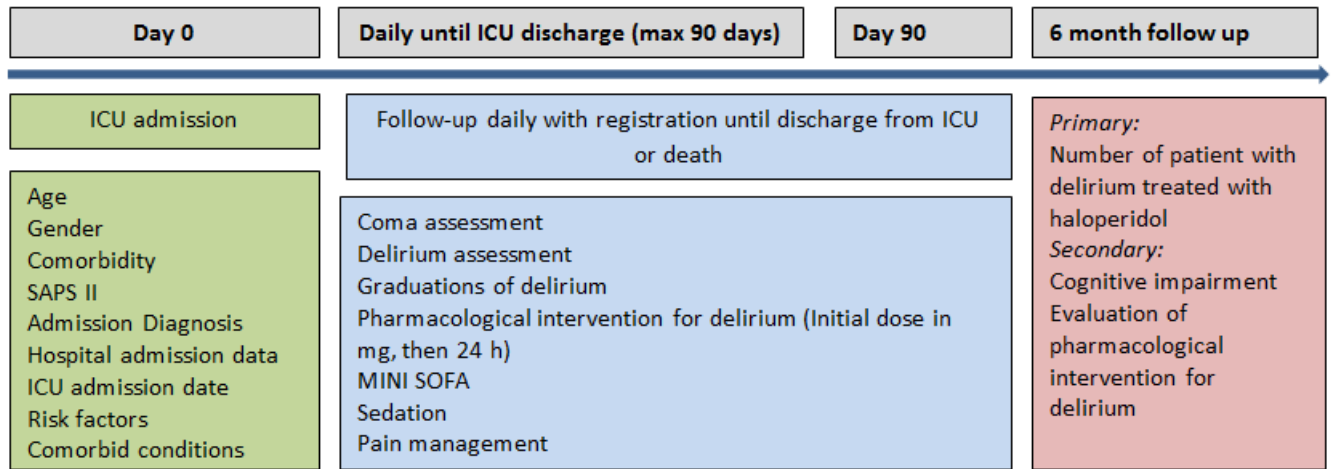 Day 0
Daily until ICU discharge (max 90 days)
Day 90
6 month follow up
ICU admission
Age
Gender
Comorbidity
SAPS II
Admission Diagnosis
Hospital admission data
ICU admission date
Risk factors
Comorbid conditions
Follow-up daily with registration until discharge from ICU
or death
Coma assessment
Delirium assessment
Graduations of delirium
Pharmacological intervention for delirium (Initial dose in
mg, then 24 h)
MINI SOFA
Sedation
Pain management
Primary:
Number of patient with
delirium treated with
haloperidol
Secondary:
Cognitive impairment
Evaluation of
pharmacological
intervention for
delirium